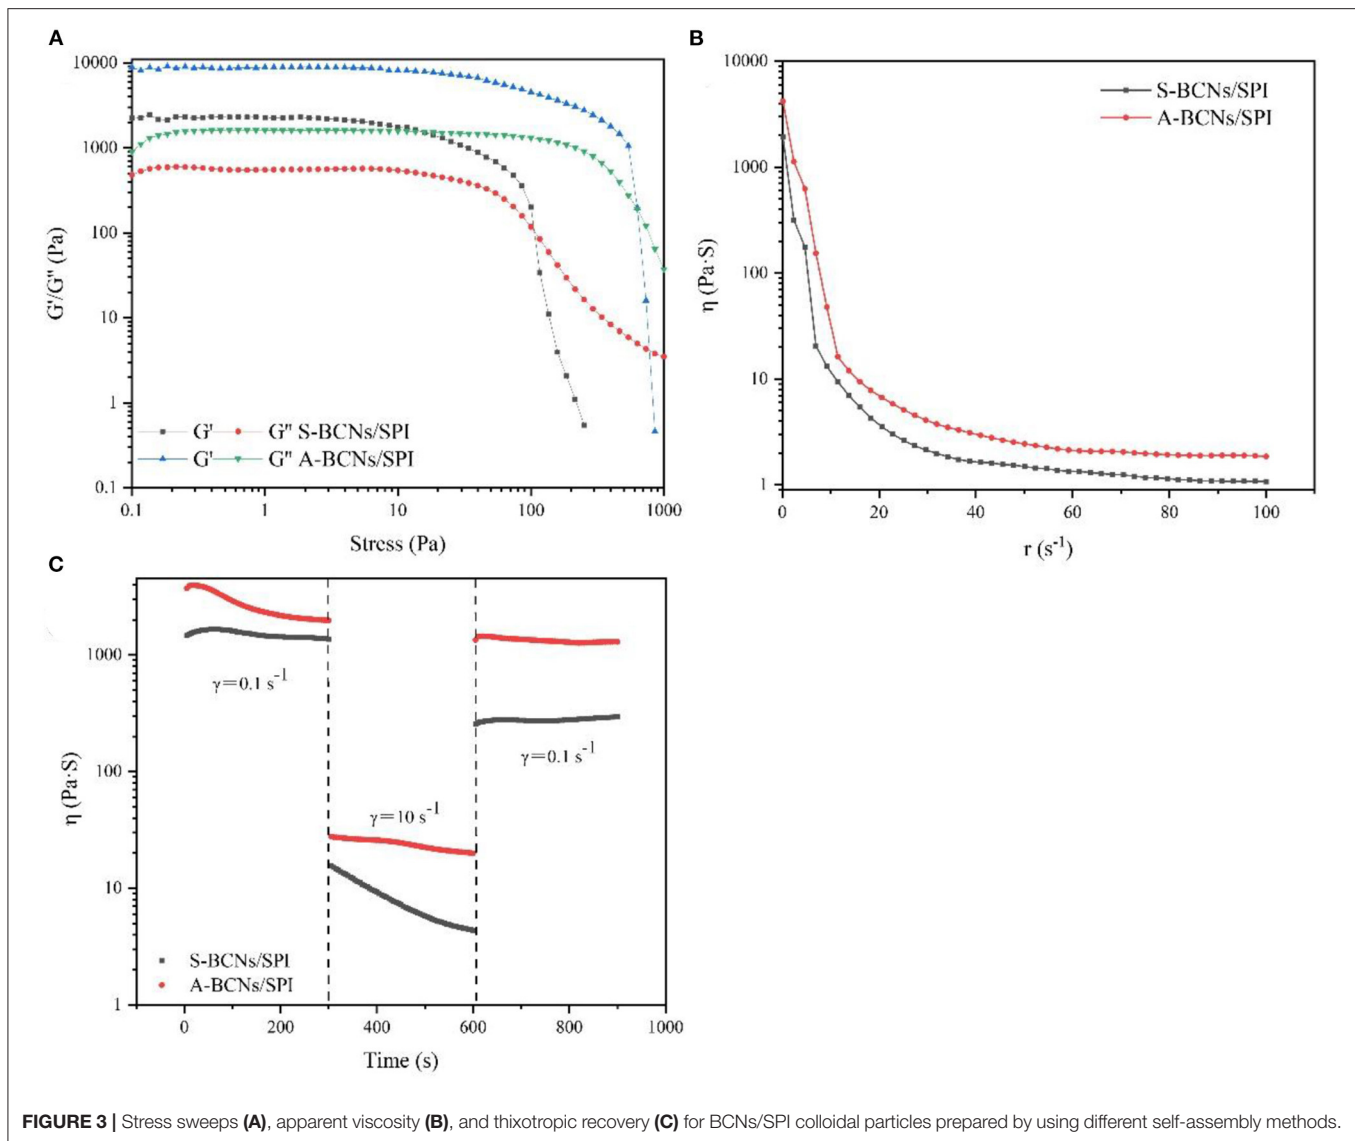 A
10000
1000
100
10
1
0.1
G'/G'' (Pa)
G' G'' S-BCNs/SPI
G' G'' A-BCNs/SPI
0.1 1 10 100 1000
Stress (Pa)
B
10000
1000
100
10
1
η (Pa·S)
S-BCNs/SPI
A-BCNs/SPI
0 20 40 60 80 100
r (s⁻¹)
C
1000
100
10
1
η (Pa·S)
γ=0.1 s⁻¹
γ=10 s⁻¹
γ=0.1 s⁻¹
S-BCNs/SPI
A-BCNs/SPI
0 200 400 600 800 1000
Time (s)
FIGURE 3 | Stress sweeps (A), apparent viscosity (B), and thixotropic recovery (C) for BCNs/SPI colloidal particles prepared by using different self-assembly methods.